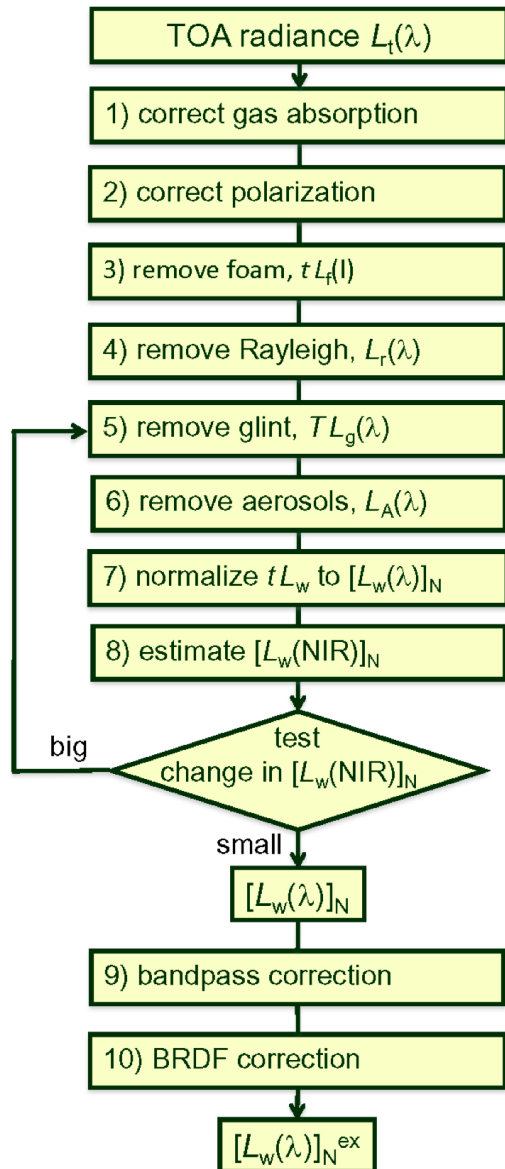 TOA radiance Lt(λ)
1) correct gas absorption
2) correct polarization
3) remove foam, t Lf(l)
4) remove Rayleigh, Lr(λ)
5) remove glint, T Lg(λ)
6) remove aerosols, LA(λ)
7) normalize t Lw to [Lw(λ)]N
8) estimate [Lw(NIR)]N
big
test
change in [Lw(NIR)]N
small
[Lw(λ)]N
9) bandpass correction
10) BRDF correction
[Lw(λ)]N ex